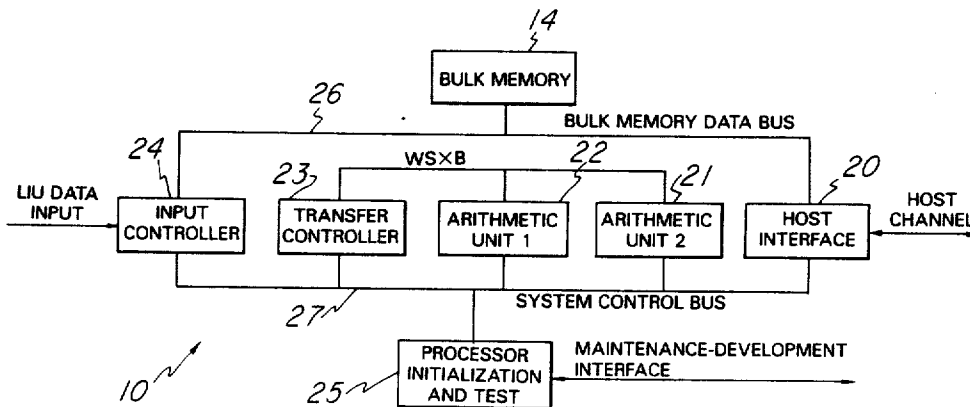 14
BULK MEMORY
26
BULK MEMORY DATA BUS
24
WS×B
22
23
21
20
LIU DATA
INPUT
INPUT
CONTROLLER
TRANSFER
CONTROLLER
ARITHMETIC
UNIT 1
ARITHMETIC
UNIT 2
HOST
INTERFACE
HOST
CHANNEL
27
SYSTEM CONTROL BUS
10
25
PROCESSOR
INITIALIZATION
AND TEST
MAINTENANCE-DEVELOPMENT
INTERFACE